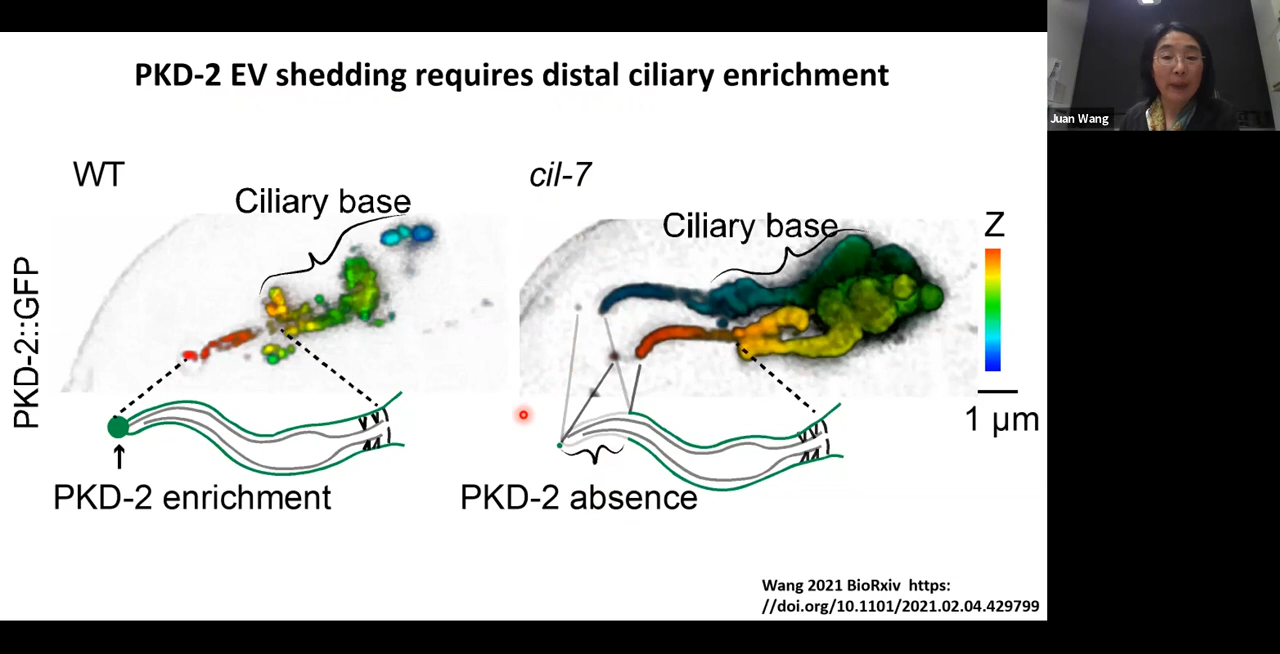 PKD-2 EV shedding requires distal ciliary enrichment
Juan Wang
WT
cil-7
Ciliary base
Ciliary base
Z
PKD-2::GFP
1 μm
PKD-2 enrichment
PKD-2 absence
Wang 2021 BioRxiv https:
//doi.org/10.1101/2021.02.04.429799